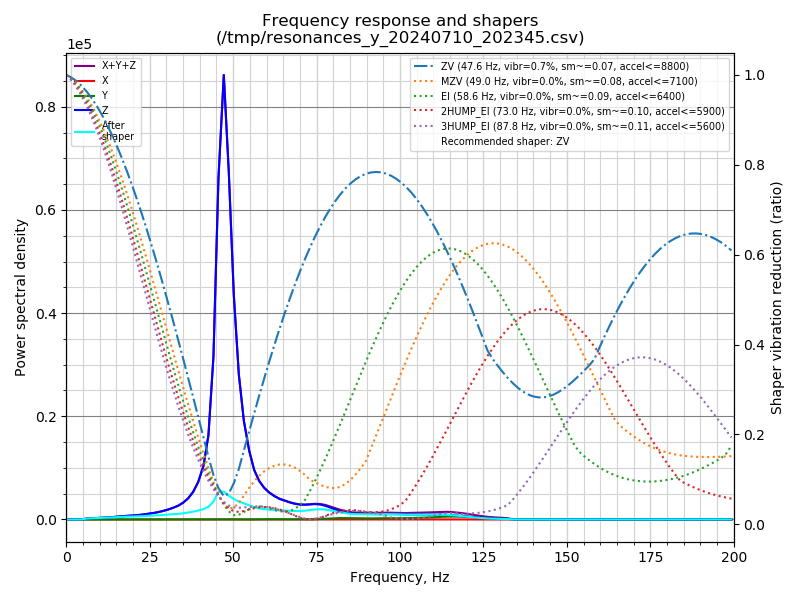 Frequency response and shapers
(/tmp/resonances_y_20240710_202345.csv)
1e5
X+Y+Z
X
Y
Z
After
shaper
ZV (47.6 Hz, vibr=0.7%, sm~=0.07, accel<=8800)
MZV (49.0 Hz, vibr=0.0%, sm~=0.08, accel<=7100)
EI (58.6 Hz, vibr=0.0%, sm~=0.09, accel<=6400)
2HUMP_EI (73.0 Hz, vibr=0.0%, sm~=0.10, accel<=5900)
3HUMP_EI (87.8 Hz, vibr=0.0%, sm~=0.11, accel<=5600)
Recommended shaper: ZV
Power spectral density
0.8
0.6
0.4
0.2
0.0
1.0
0.8
0.6
0.4
0.2
0.0
Shaper vibration reduction (ratio)
0 25 50 75 100 125 150 175 200
Frequency, Hz